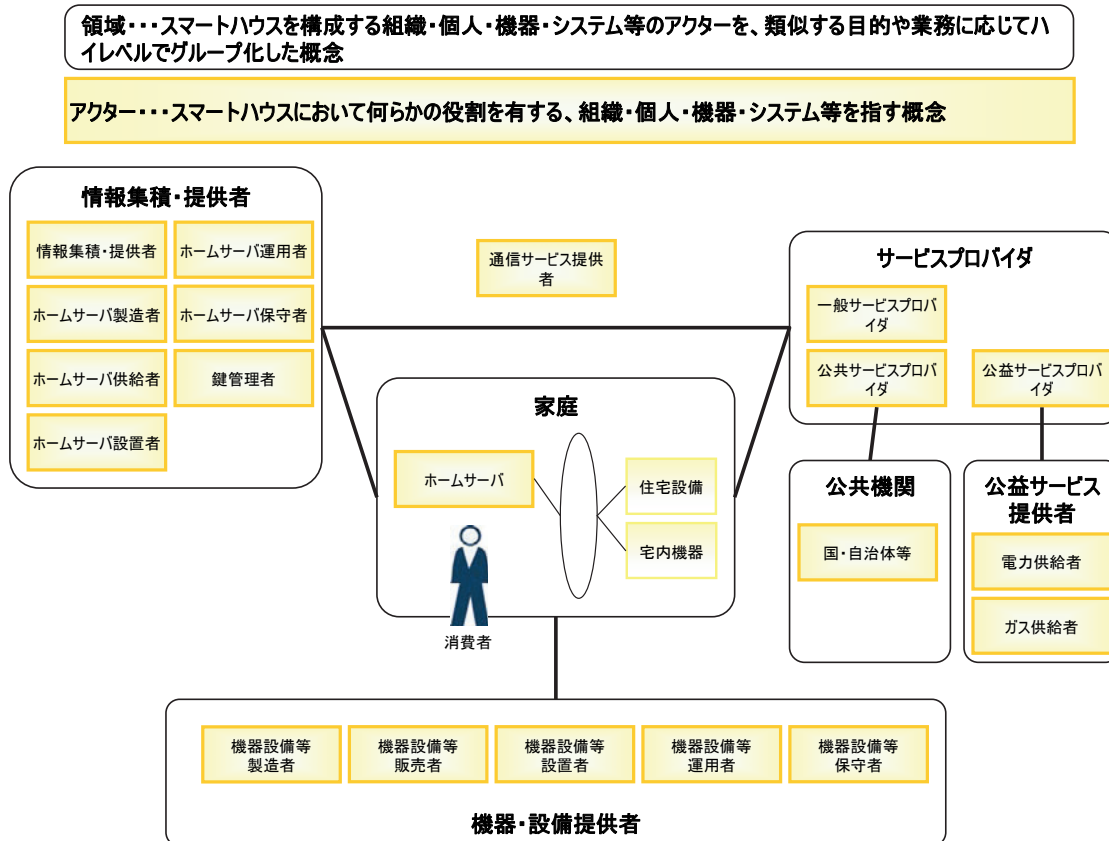 領域・・・スマートハウスを構成する組織・個人・機器・システム等のアクターを、類似する目的や業務に応じてハ
イレベルでグループ化した概念
アクター・・・スマートハウスにおいて何らかの役割を有する、組織・個人・機器・システム等を指す概念
情報集積・提供者
情報集積・提供者
ホームサーバ運用者
ホームサーバ製造者
ホームサーバ保守者
ホームサーバ供給者
鍵管理者
ホームサーバ設置者
通信サービス提供
者
サービスプロバイダ
一般サービスプロバ
イダ
公共サービスプロバ
イダ
公益サービスプロバ
イダ
家庭
ホームサーバ
住宅設備
宅内機器
消費者
公共機関
国・自治体等
公益サービス
提供者
電力供給者
ガス供給者
機器設備等
製造者
機器設備等
販売者
機器設備等
設置者
機器設備等
運用者
機器設備等
保守者
機器・設備提供者